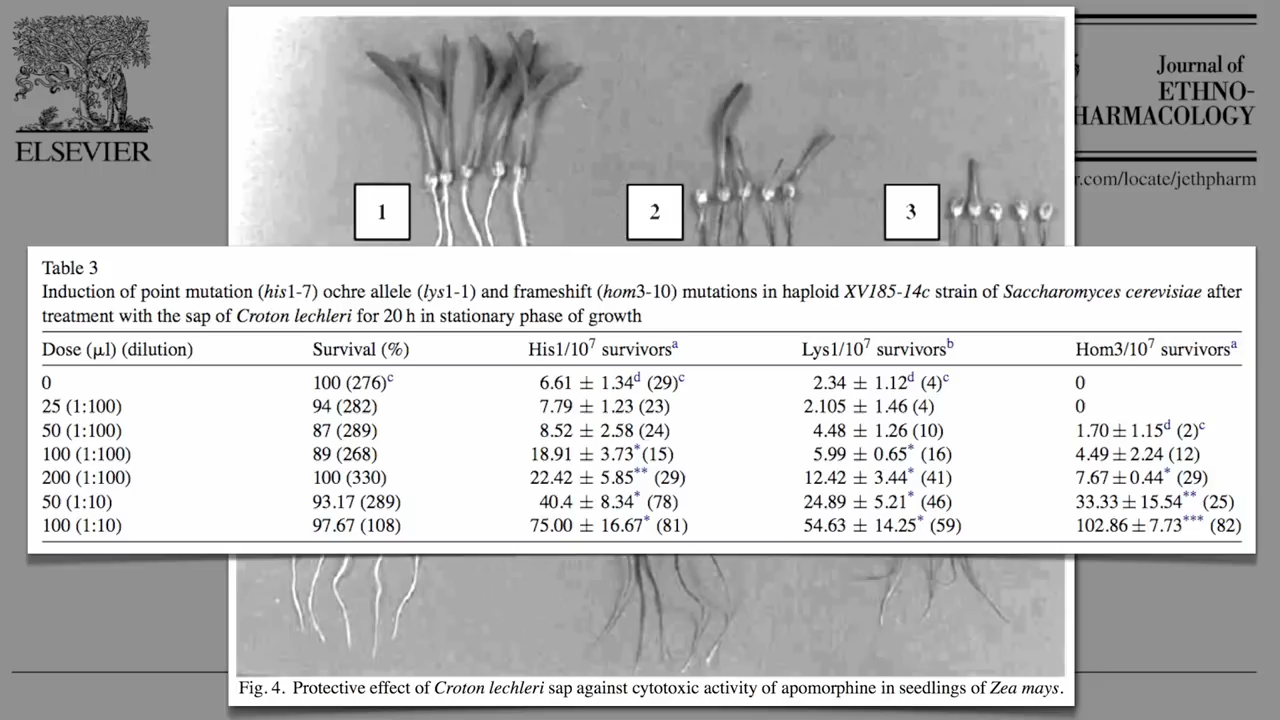 ELSEVIER
Journal of
ETHNO-
HARMACOLOGY
r.com/locate/jethpharm
1
2
3
Table 3
Induction of point mutation (his1-7) ochre allele (lys1-1) and frameshift (hom3-10) mutations in haploid XV185-14c strain of Saccharomyces cerevisiae after
treatment with the sap of Croton lechleri for 20 h in stationary phase of growth
Dose (μl) (dilution) Survival (%) His1/10⁷ survivorsᵃ Lys1/10⁷ survivorsᵇ Hom3/10⁷ survivorsᵃ
0 100 (276)ᶜ 6.61 ± 1.34ᵈ (29)ᶜ 2.34 ± 1.12ᵈ (4)ᶜ 0
25 (1:100) 94 (282) 7.79 ± 1.23 (23) 2.105 ± 1.46 (4) 0
50 (1:100) 87 (289) 8.52 ± 2.58 (24) 4.48 ± 1.26 (10) 1.70 ± 1.15ᵈ (2)ᶜ
100 (1:100) 89 (268) 18.91 ± 3.73* (15) 5.99 ± 0.65* (16) 4.49 ± 2.24 (12)
200 (1:100) 100 (330) 22.42 ± 5.85** (29) 12.42 ± 3.44* (41) 7.67 ± 0.44* (29)
50 (1:10) 93.17 (289) 40.4 ± 8.34* (78) 24.89 ± 5.21* (46) 33.33 ± 15.54** (25)
100 (1:10) 97.67 (108) 75.00 ± 16.67* (81) 54.63 ± 14.25* (59) 102.86 ± 7.73*** (82)
Fig. 4. Protective effect of Croton lechleri sap against cytotoxic activity of apomorphine in seedlings of Zea mays.